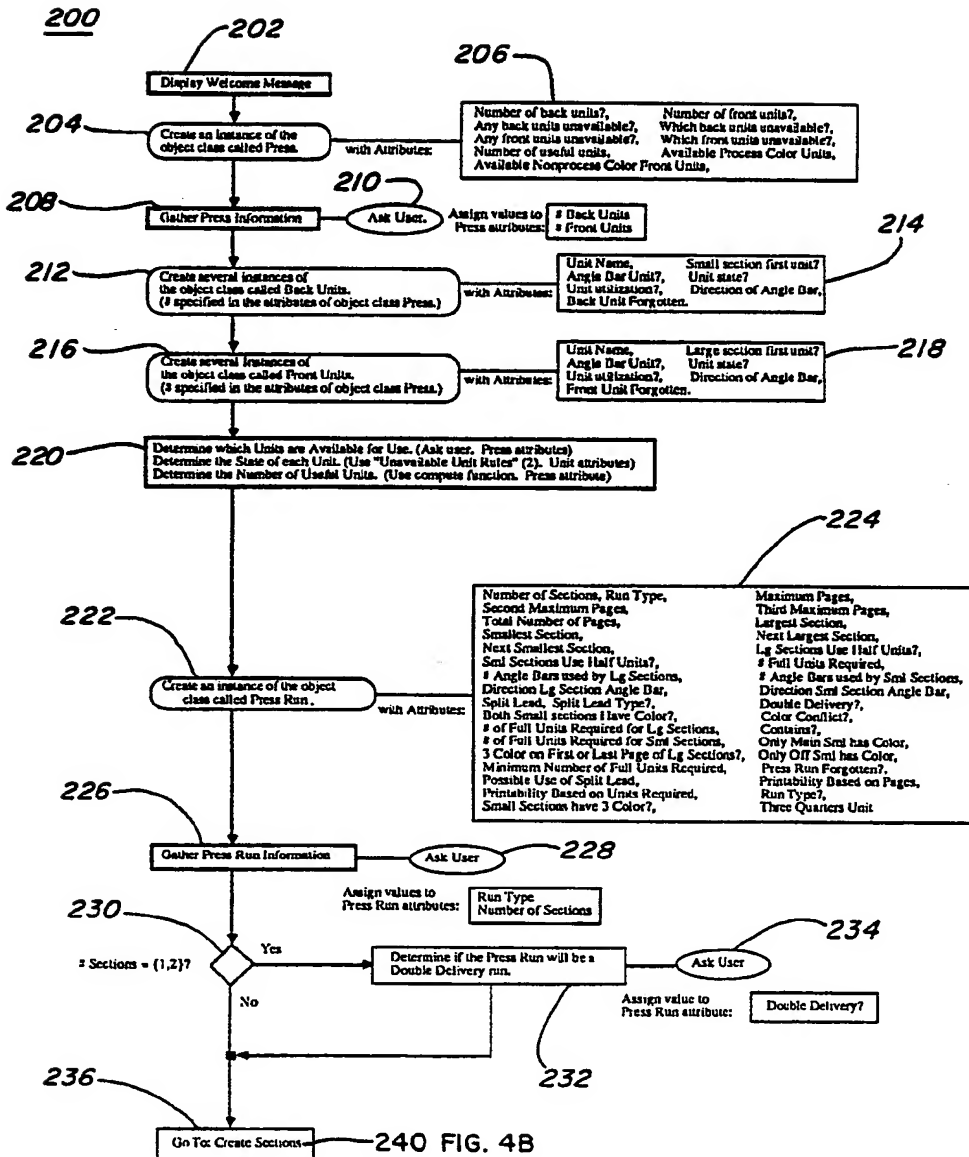 200
202
Display Welcome Message
206
204
Create an instance of the
object class called Press.
with Attributes:
Number of back units?, Number of front units?,
Any back units unavailable?, Which back units unavailable?,
Any front units unavailable?, Which front units unavailable?,
Number of useful units, Available Process Color Units,
Available Nonprocess Color Front Units,
208
210
Gather Press Information
Ask User.
Assign values to
Press attributes:
# Back Units
# Front Units
212
214
Create several instances of
the object class called Back Units.
(# specified in the attributes of object class Press.)
with Attributes:
Unit Name, Small section first unit?
Angle Bar Unit?, Unit state?
Unit utilization?, Direction of Angle Bar,
Back Unit Forgotten.
216
218
Create several instances of
the object class called Front Units.
(# specified in the attributes of object class Press.)
with Attributes:
Unit Name, Large section first unit?
Angle Bar Unit?, Unit state?
Unit utilization?, Direction of Angle Bar,
Front Unit Forgotten.
220
Determine which Units are Available for Use. (Ask user. Press attributes)
Determine the State of each Unit. (Use "Unavailable Unit Rules" (2). Unit attributes)
Determine the Number of Useful Units. (Use compute function. Press attribute)
224
222
Create an instance of the object
class called Press Run.
with Attributes:
Number of Sections, Run Type, Maximum Pages,
Second Maximum Pages, Third Maximum Pages,
Total Number of Pages, Largest Section,
Smallest Section, Next Largest Section,
Next Smallest Section, Lg Sections Use Half Units?,
Sml Sections Use Half Units?, # Full Units Required,
# Angle Bars used by Lg Sections, # Angle Bars used by Sml Sections,
Direction Lg Section Angle Bar, Direction Sml Section Angle Bar,
Split Lead, Split Lead Type?, Double Delivery?,
Both Small sections Have Color?, Color Conflict?,
# of Full Units Required for Lg Sections, Contains?,
# of Full Units Required for Sml Sections, Only Main Sml has Color,
3 Color on First or Last Page of Lg Sections?, Only Off Sml has Color,
Minimum Number of Full Units Required, Press Run Forgotten?,
Possible Use of Split Lead, Printability Based on Pages,
Printability Based on Units Required, Run Type?,
Small Sections have 3 Color?, Three Quarters Unit
226
228
Gather Press Run Information
Ask User
Assign values to
Press Run attributes:
Run Type
Number of Sections
230
234
# Sections = {1,2}?
Yes
No
Determine if the Press Run will be a
Double Delivery run.
Ask User
Assign value to
Press Run attribute:
Double Delivery?
232
236
Go To: Create Sections
240 FIG. 4B